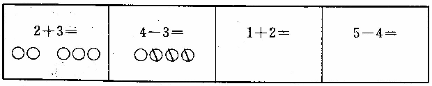 2+3=
4-3=
1+2=
5-4=